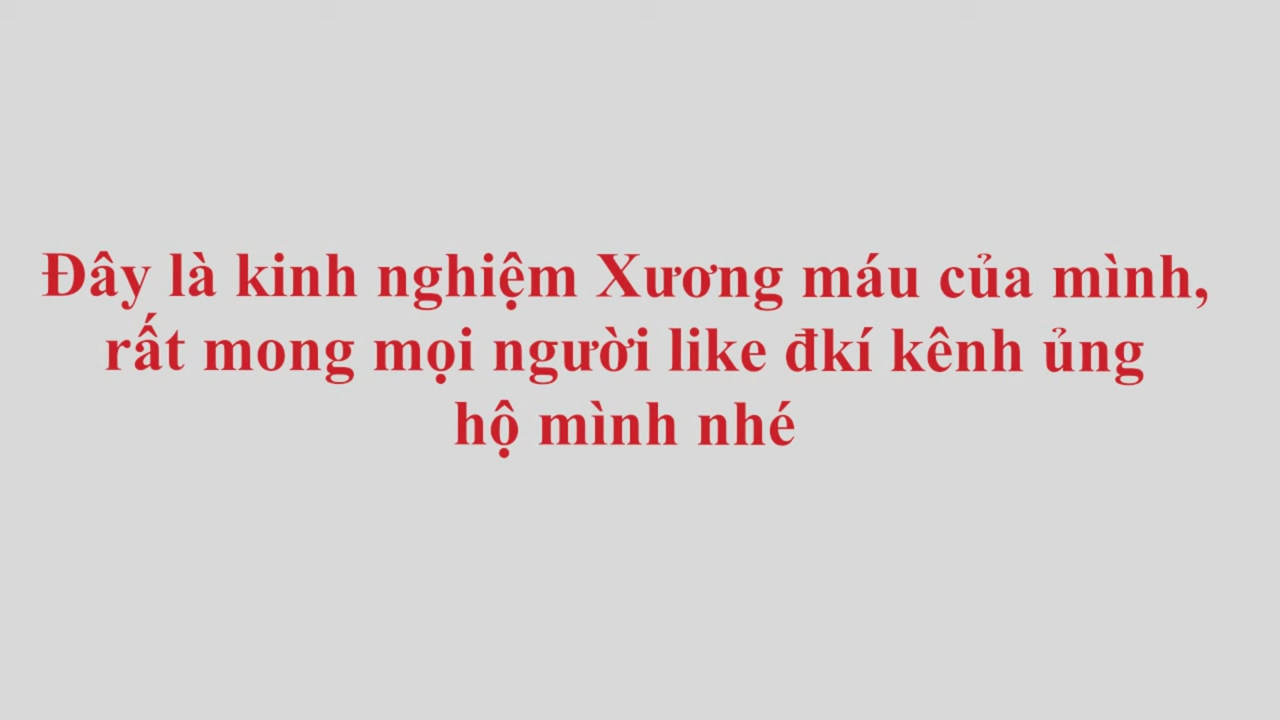 Đây là kinh nghiệm Xương máu của mình,
rất mong mọi người like đkí kênh ủng
hộ mình nhé